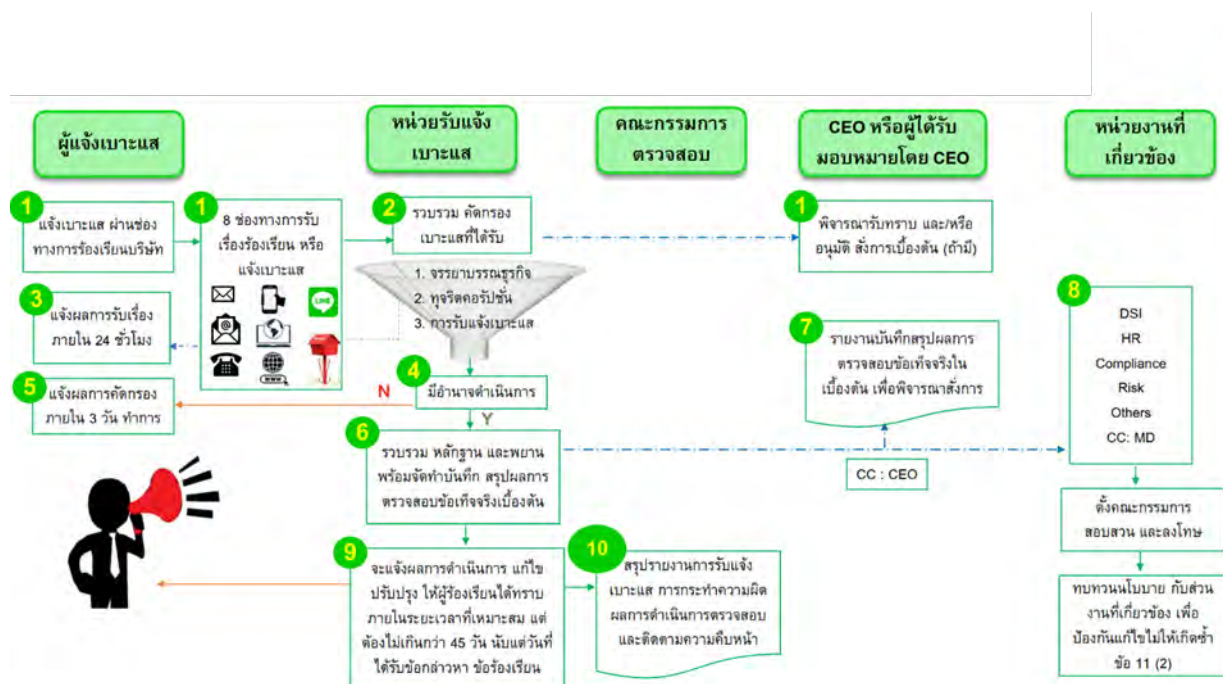 ผู้แจ้งเบาะแส
หน่วยรับแจ้ง
เบาะแส
คณะกรรมการ
ตรวจสอบ
CEO หรือผู้ได้รับ
มอบหมายโดย CEO
หน่วยงานที่
เกี่ยวข้อง
1
แจ้งเบาะแส ผ่านช่อง
ทางการร้องเรียนบริษัท
1
8 ช่องทางการรับ
เรื่องร้องเรียน หรือ
แจ้งเบาะแส
LINE
WWW
2
รวบรวม คัดกรอง
เบาะแสที่ได้รับ
1
พิจารณารับทราบ และ/หรือ
อนุมัติ สั่งการเบื้องต้น (ถ้ามี)
1. จรรยาบรรณธุรกิจ
2. ทุจริตคอรัปชั่น
3. การรับแจ้งเบาะแส
3
แจ้งผลการรับเรื่อง
ภายใน 24 ชั่วโมง
4
มีอำนาจดำเนินการ
N
Y
5
แจ้งผลการคัดกรอง
ภายใน 3 วัน ทำการ
6
รวบรวม หลักฐาน และพยาน
พร้อมจัดทำบันทึก สรุปผลการ
ตรวจสอบข้อเท็จจริงเบื้องต้น
7
รายงานบันทึกสรุปผลการ
ตรวจสอบข้อเท็จจริงใน
เบื้องต้น เพื่อพิจารณาสั่งการ
CC : CEO
8
DSI
HR
Compliance
Risk
Others
CC: MD
ตั้งคณะกรรมการ
สอบสวน และลงโทษ
ทบทวนนโบบาย กับส่วน
งานที่เกี่ยวข้อง เพื่อ
ป้องกันแก้ไขไม่ให้เกิดซ้ำ
ข้อ 11 (2)
9
จะแจ้งผลการดำเนินการ แก้ไข
ปรับปรุง ให้ผู้ร้องเรียนได้ทราบ
ภายในระยะเวลาที่เหมาะสม แต่
ต้องไม่เกินกว่า 45 วัน นับแต่วันที่
ได้รับข้อกล่าวหา ข้อร้องเรียน
10
สรุปรายงานการรับแจ้ง
เบาะแส การกระทำความผิด
ผลการดำเนินการตรวจสอบ
และติดตามความคืบหน้า